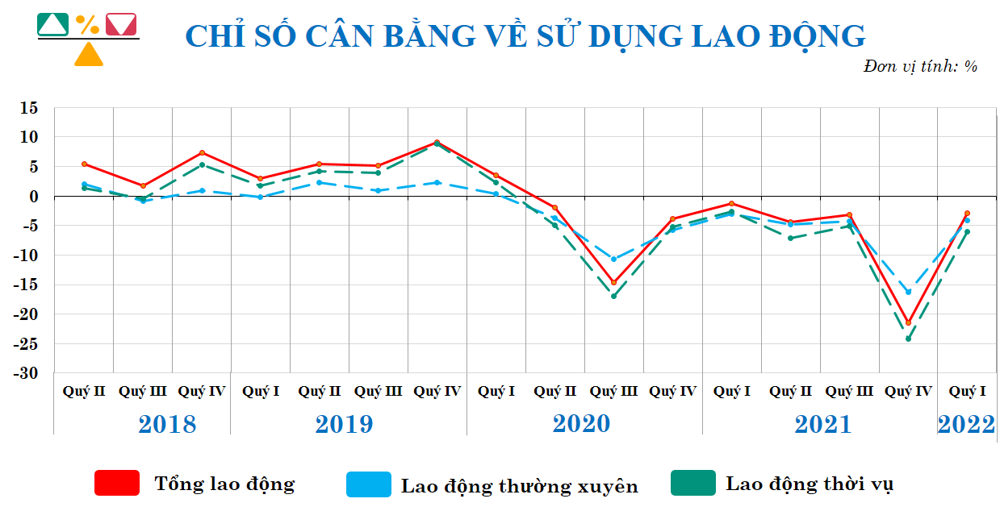 %
CHỈ SỐ CÂN BẰNG VỀ SỬ DỤNG LAO ĐỘNG
Đơn vị tính: %
15
10
5
0
-5
-10
-15
-20
-25
-30
Quý II Quý III Quý IV Quý I Quý II Quý III Quý IV Quý I Quý II Quý III Quý IV Quý I Quý II Quý III Quý IV Quý I
2018 2019 2020 2021 2022
Tổng lao động Lao động thường xuyên Lao động thời vụ